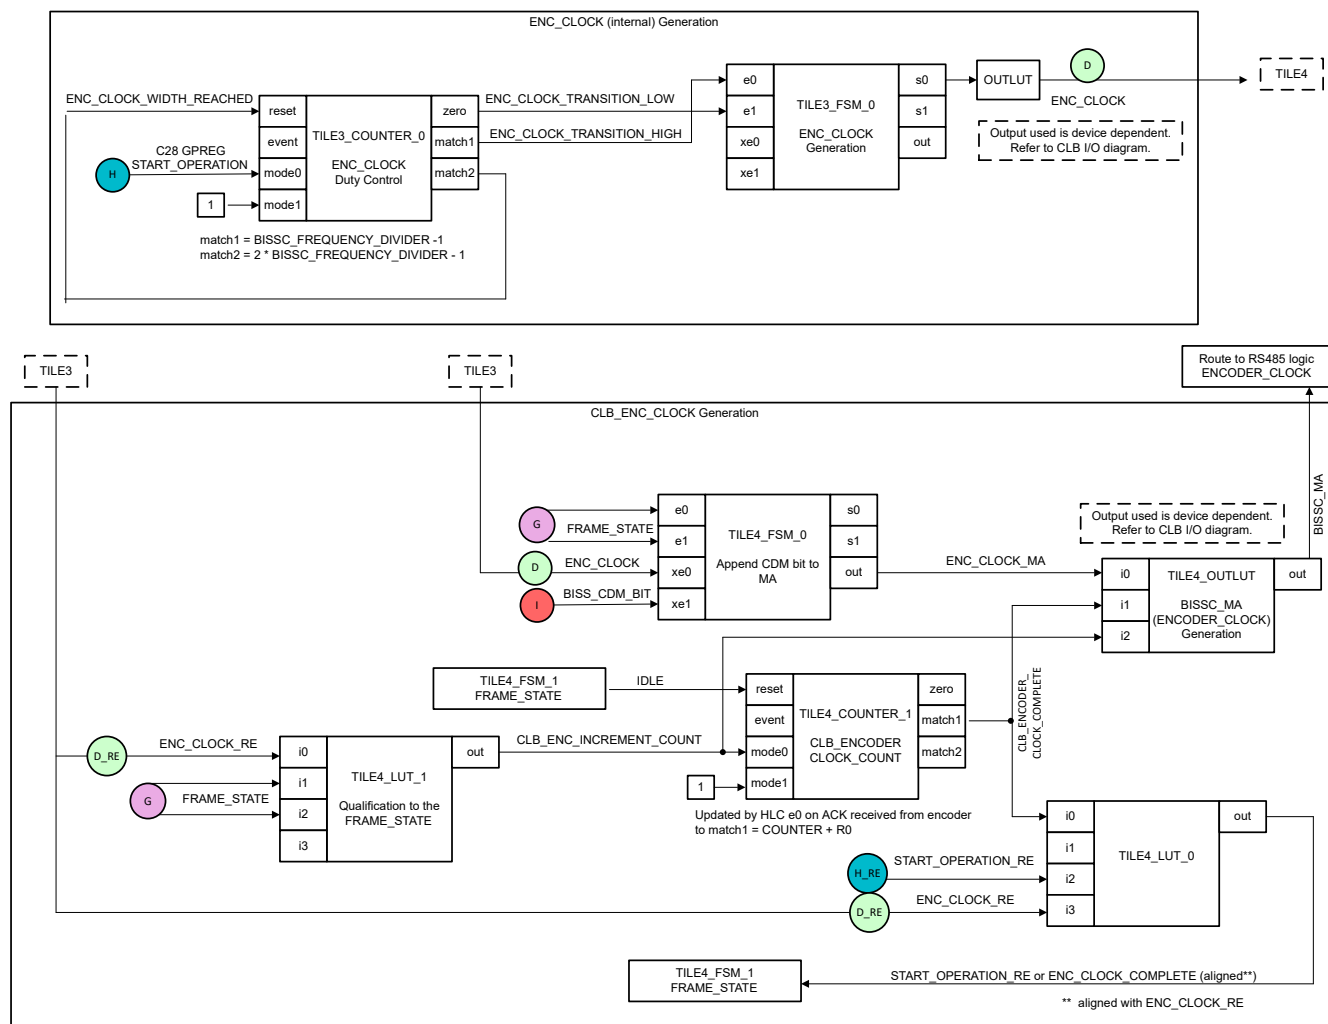 ENC_CLOCK (internal) Generation
ENC_CLOCK_WIDTH_REACHED
C28 GPREG
START_OPERATION
H
1
reset
event
mode0
mode1
TILE3_COUNTER_0
ENC_CLOCK
Duty Control
zero
match1
match2
match1 = BISSC_FREQUENCY_DIVIDER -1
match2 = 2 * BISSC_FREQUENCY_DIVIDER - 1
ENC_CLOCK_TRANSITION_LOW
ENC_CLOCK_TRANSITION_HIGH
e0
e1
xe0
xe1
TILE3_FSM_0
ENC_CLOCK
Generation
s0
s1
out
OUTLUT
D
ENC_CLOCK
TILE4
Output used is device dependent.
Refer to CLB I/O diagram.
TILE3
TILE3
Route to RS485 logic
ENCODER_CLOCK
CLB_ENC_CLOCK Generation
BISSC_MA
G
FRAME_STATE
D
ENC_CLOCK
I
BISS_CDM_BIT
e0
e1
xe0
xe1
TILE4_FSM_0
Append CDM bit to
MA
s0
s1
out
ENC_CLOCK_MA
Output used is device dependent.
Refer to CLB I/O diagram.
i0
i1
i2
TILE4_OUTLUT
BISSC_MA
(ENCODER_CLOCK)
Generation
out
TILE4_FSM_1
FRAME_STATE
IDLE
reset
event
mode0
mode1
TILE4_COUNTER_1
CLB_ENCODER
CLOCK_COUNT
zero
match1
match2
CLB_ENCODER_
CLOCK_COMPLETE
D_RE
ENC_CLOCK_RE
G
FRAME_STATE
i0
i1
i2
i3
TILE4_LUT_1
Qualification to the
FRAME_STATE
out
CLB_ENC_INCREMENT_COUNT
1
Updated by HLC e0 on ACK received from encoder
to match1 = COUNTER + R0
H_RE
START_OPERATION_RE
D_RE
ENC_CLOCK_RE
i0
i1
i2
i3
TILE4_LUT_0
out
TILE4_FSM_1
FRAME_STATE
START_OPERATION_RE or ENC_CLOCK_COMPLETE (aligned**)
** aligned with ENC_CLOCK_RE